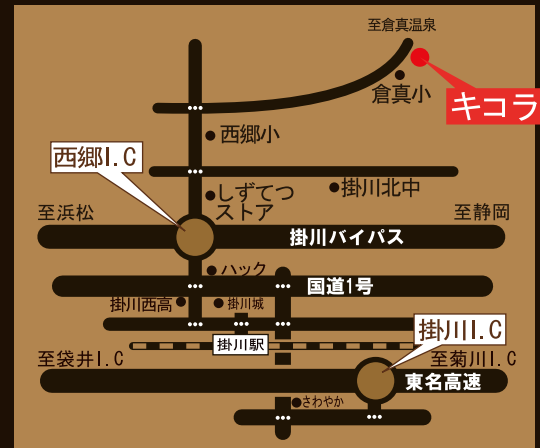 至倉真温泉
倉真小
キコラ
西郷小
西郷I.C
掛川北中
しずてつ
ストア
至浜松
至静岡
掛川バイパス
ハック
国道1号
掛川西高
掛川城
掛川I.C
掛川駅
至袋井I.C
至菊川I.C
東名高速
さわやか